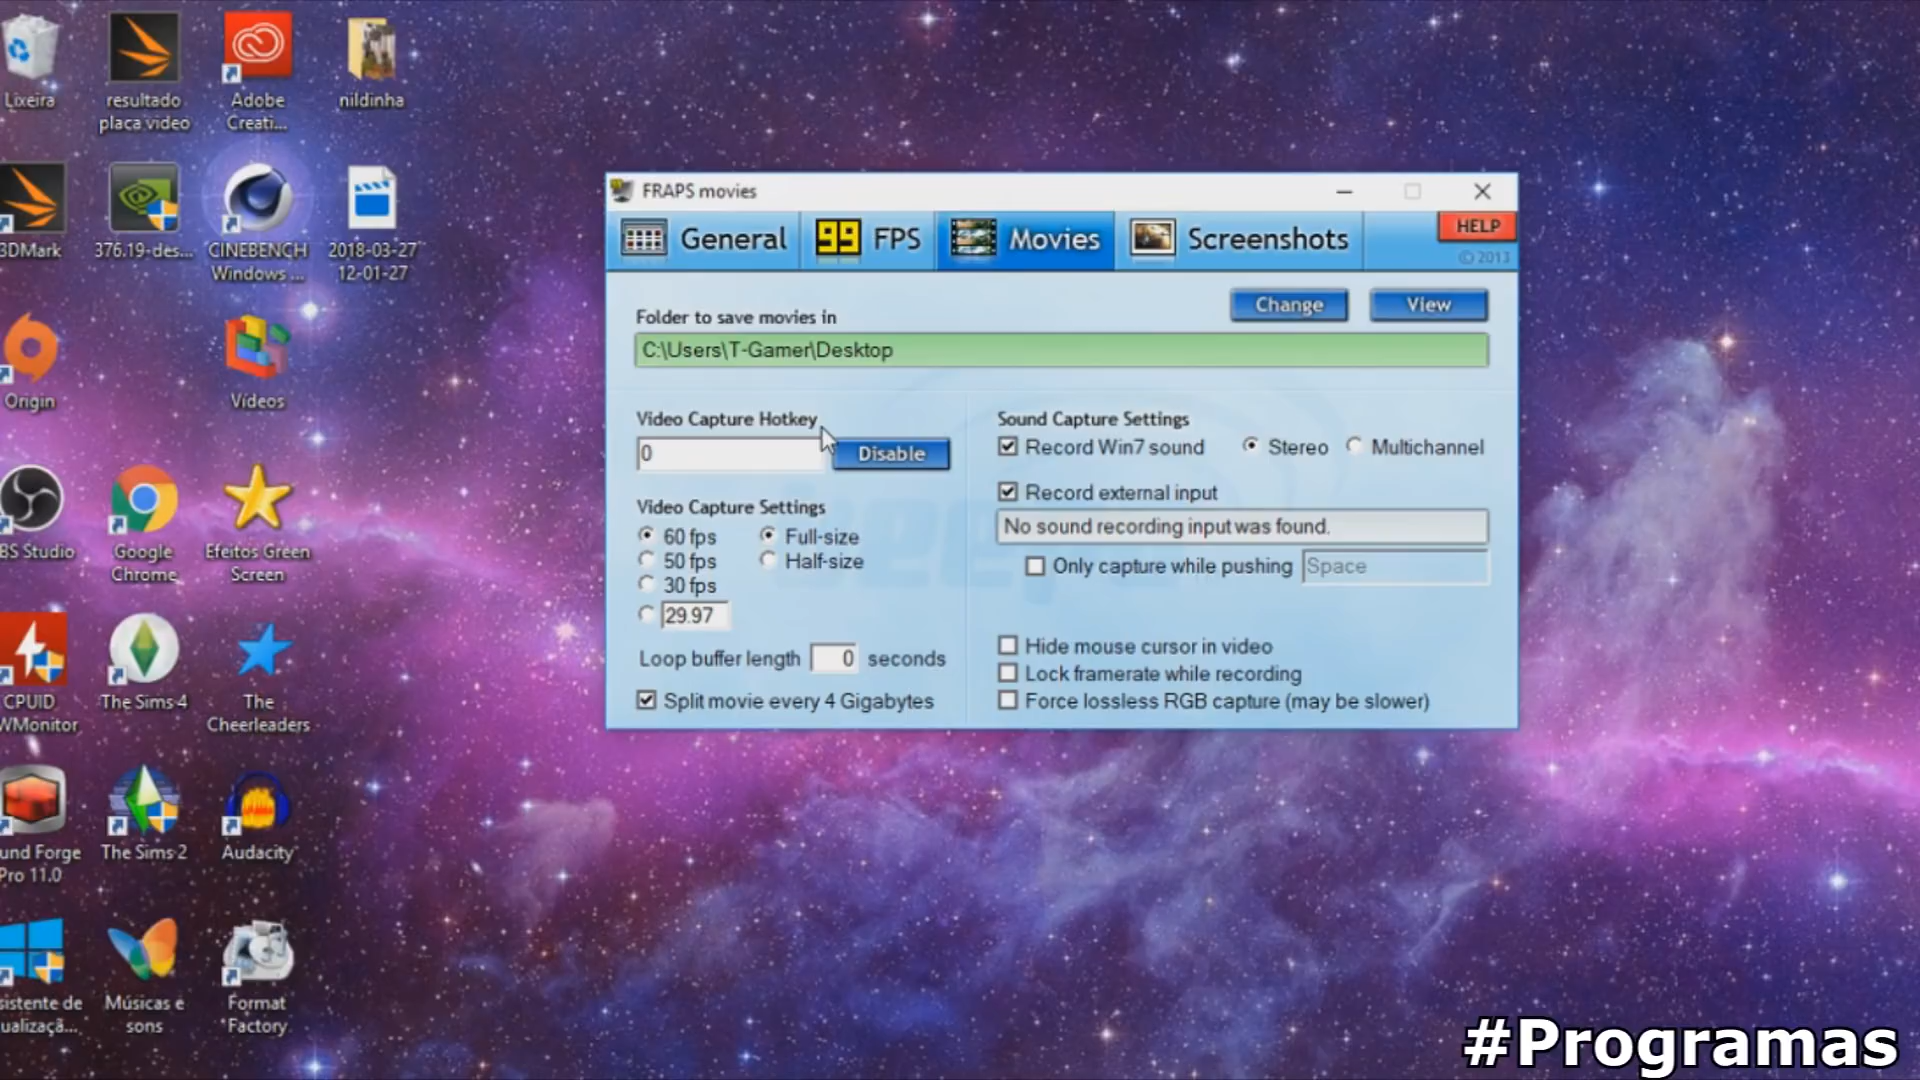 Lixeira
resultado
placa video
Adobe
Creati...
nildinha
3DMark
376.19-des...
CINEBENCH
Windows ...
2018-03-27
12-01-27
Origin
Vídeos
BS Studio
Google
Chrome
Efeitos Green
Screen
CPUID
WMonitor
The Sims 4
The
Cheerleaders
und Forge
Pro 11.0
The Sims 2
Audacity
sistente de
ualizaçã...
Músicas e
sons
Format
Factory
FRAPS movies
General
99 FPS
Movies
Screenshots
HELP
© 2013
Change
View
Folder to save movies in
C:\Users\T-Gamer\Desktop
Video Capture Hotkey
0
Disable
Video Capture Settings
60 fps
Full-size
50 fps
Half-size
30 fps
29.97
Loop buffer length 0 seconds
Split movie every 4 Gigabytes
Sound Capture Settings
Record Win7 sound
Stereo
Multichannel
Record external input
No sound recording input was found.
Only capture while pushing Space
Hide mouse cursor in video
Lock framerate while recording
Force lossless RGB capture (may be slower)
#Programas